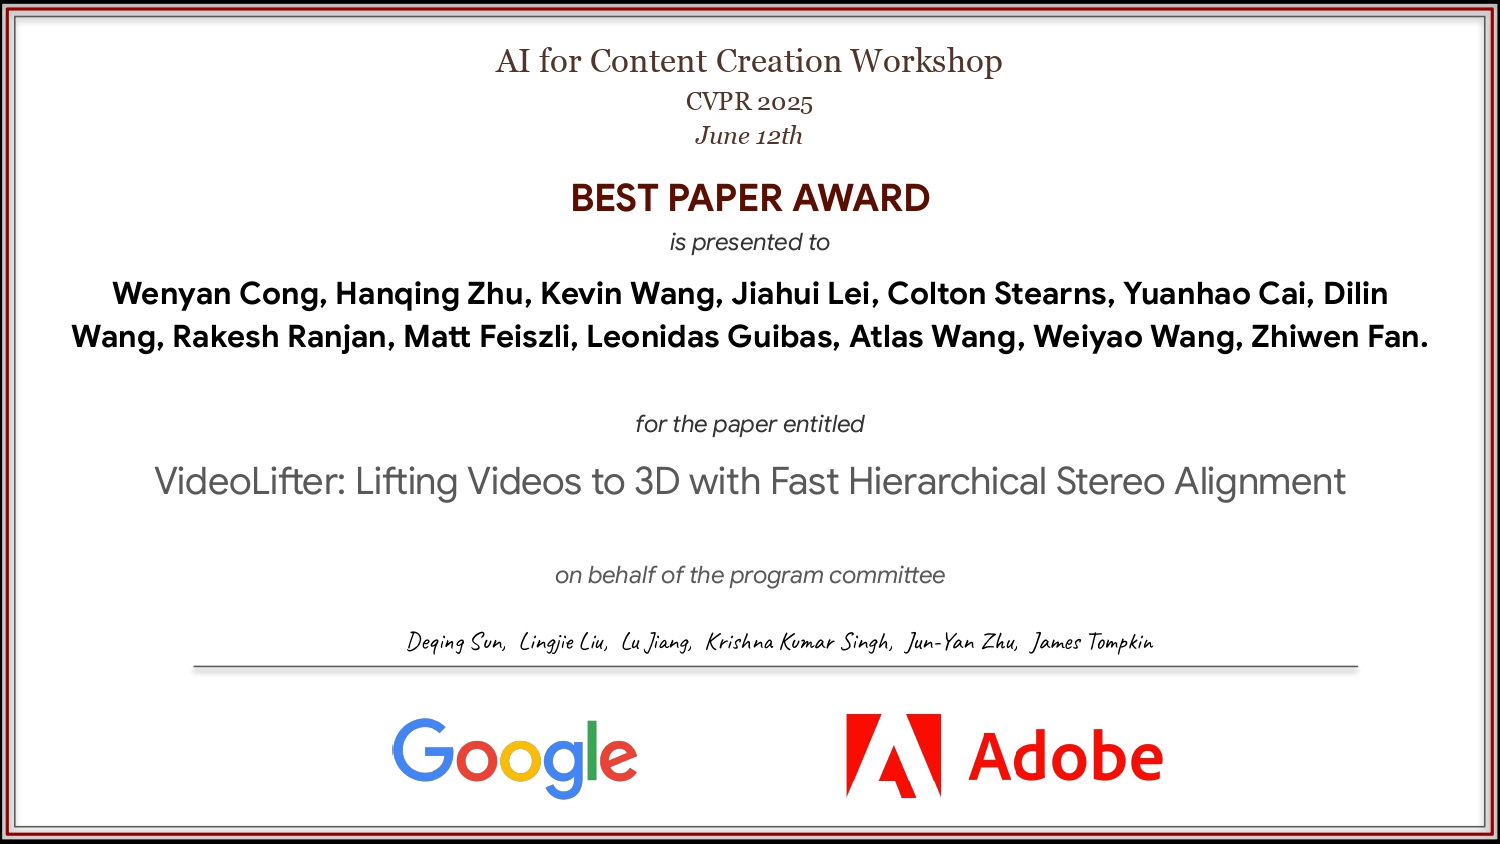 AI for Content Creation Workshop
CVPR 2025
June 12th
BEST PAPER AWARD
is presented to
Wenyan Cong, Hanqing Zhu, Kevin Wang, Jiahui Lei, Colton Stearns, Yuanhao Cai, Dilin
Wang, Rakesh Ranjan, Matt Feiszli, Leonidas Guibas, Atlas Wang, Weiyao Wang, Zhiwen Fan.
for the paper entitled
VideoLifter: Lifting Videos to 3D with Fast Hierarchical Stereo Alignment
on behalf of the program committee
Deqing Sun, Lingjie Liu, Lu Jiang, Krishna Kumar Singh, Jun-Yan Zhu, James Tompkin
Google Adobe